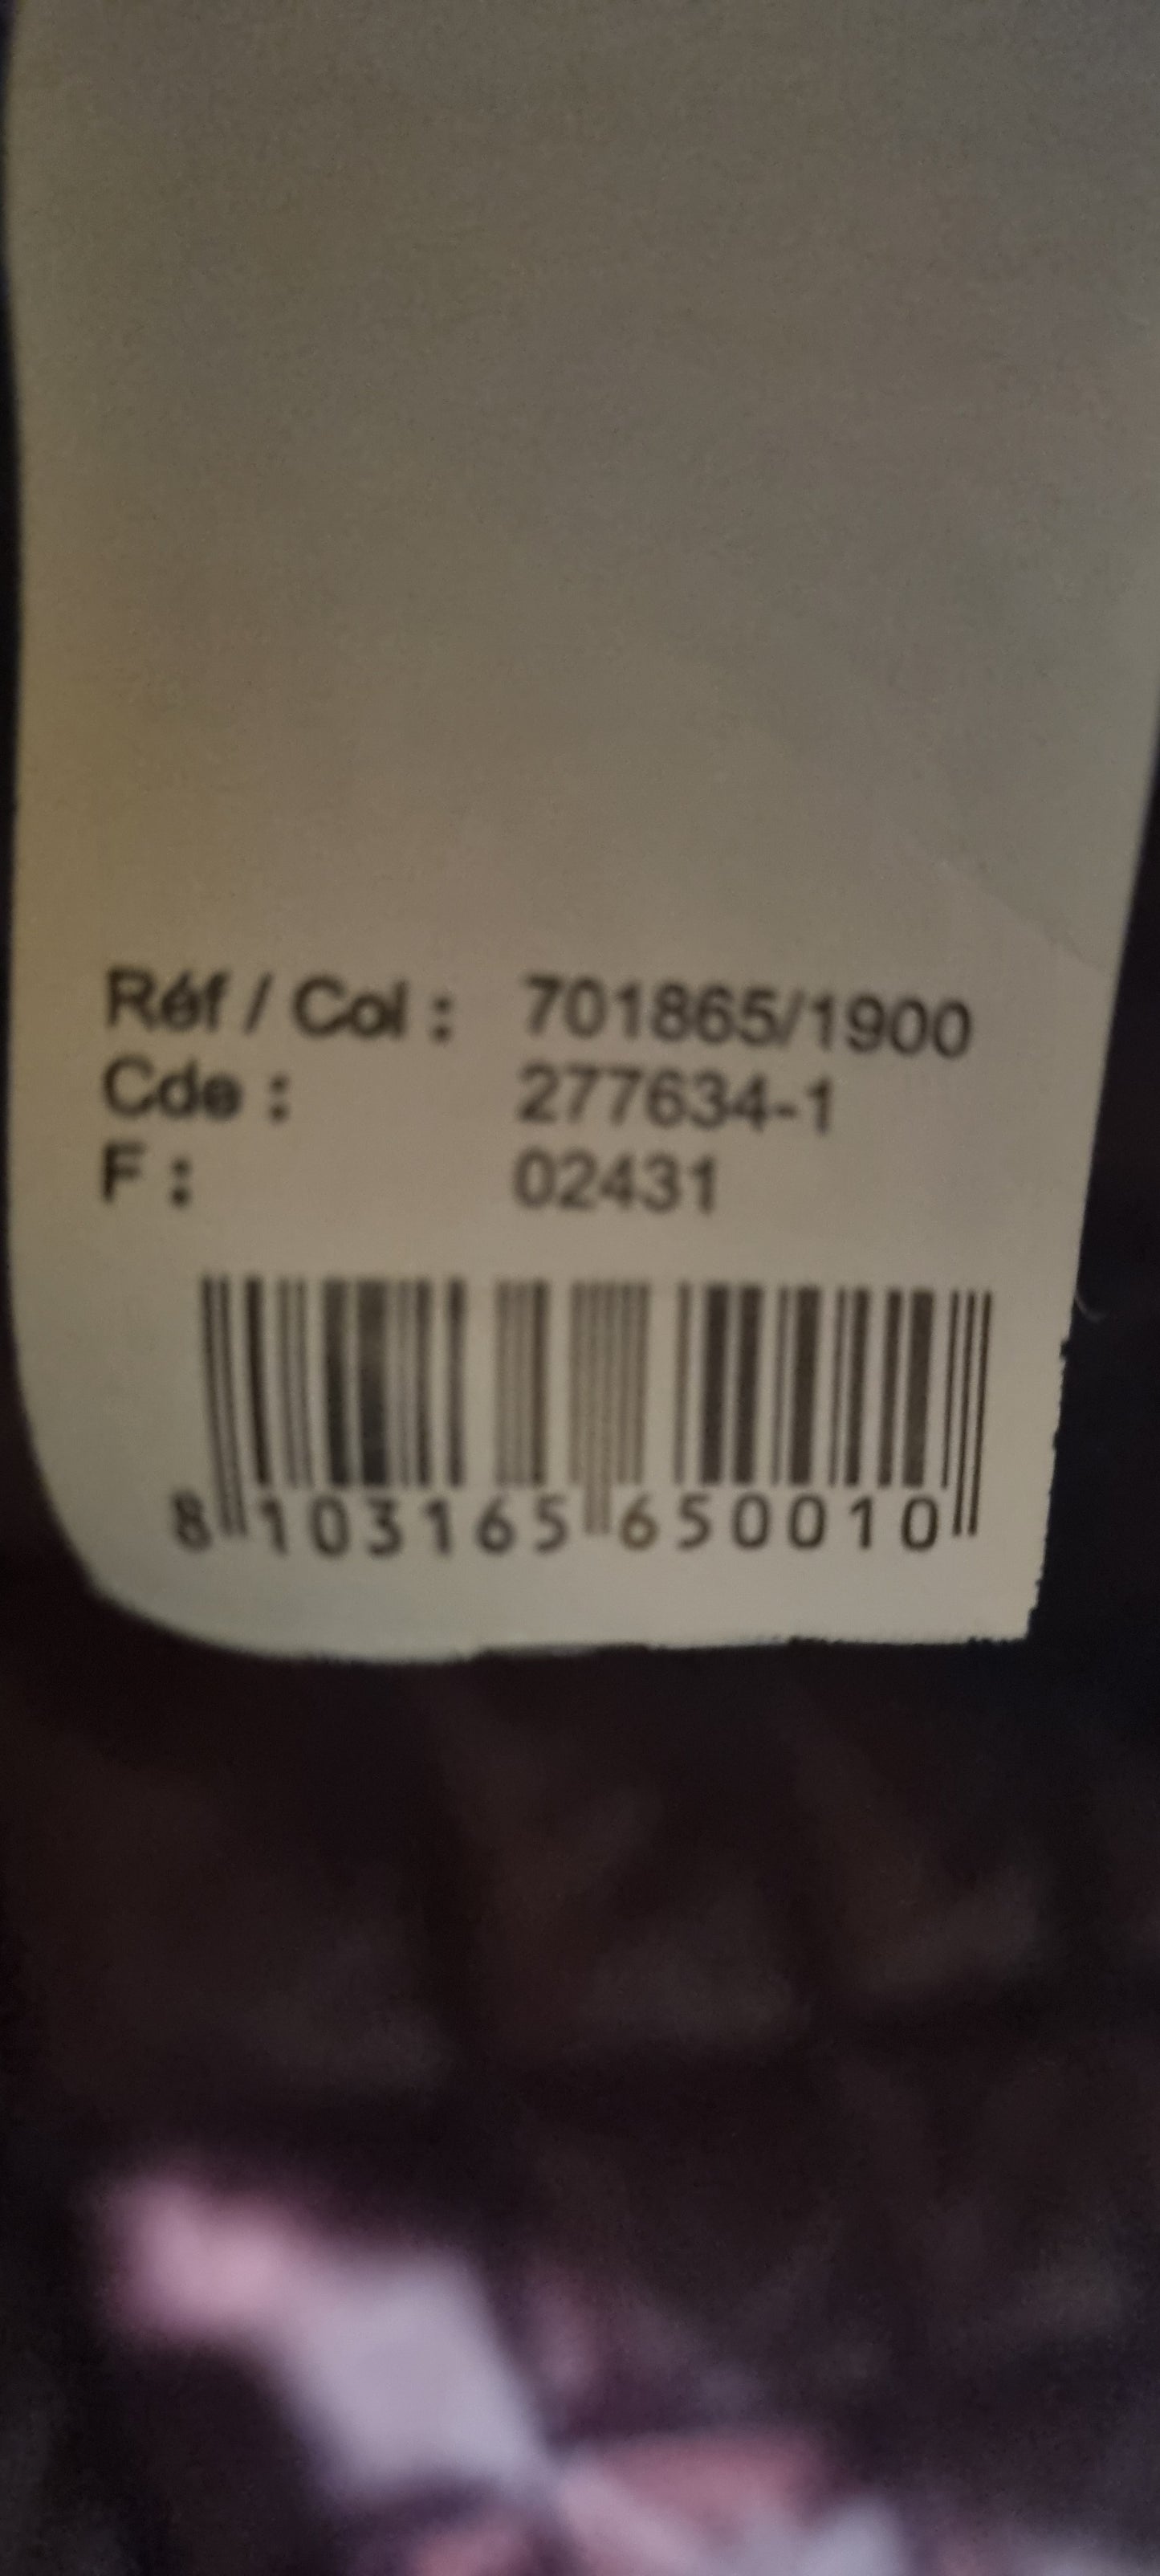 Réf / Col : 701865/1900
Cde : 277634-1
F : 02431
8 103165 650010